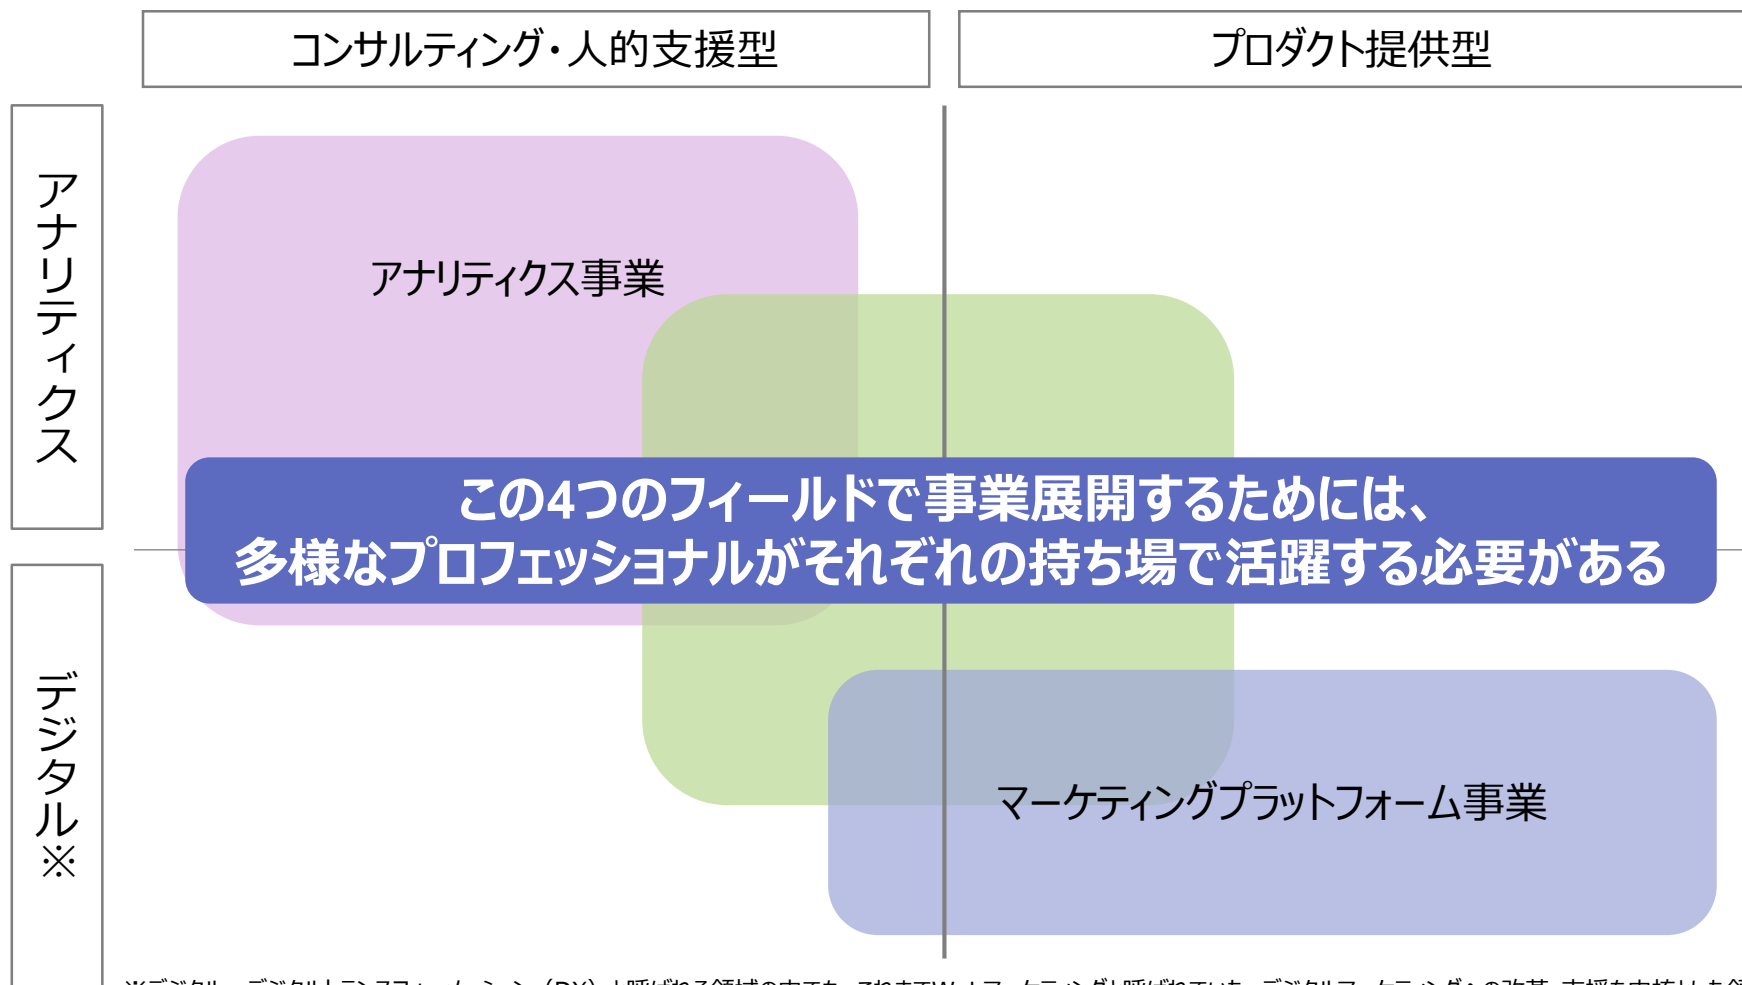 コンサルティング・人的支援型
プロダクト提供型
アナリティクス
アナリティクス事業
この4つのフィールドで事業展開するためには、
多様なプロフェッショナルがそれぞれの持ち場で活躍する必要がある
デジタル※
マーケティングプラットフォーム事業